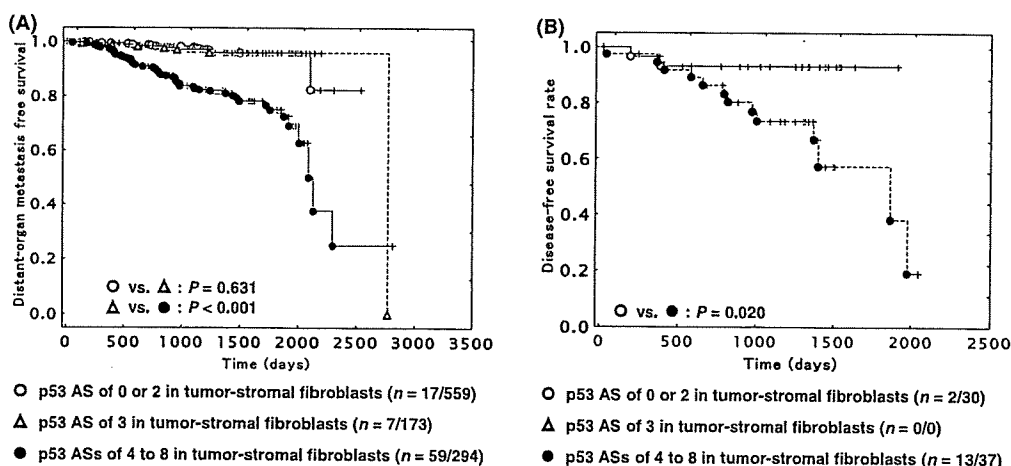 (A)
Distant-organ metastasis free survival
1.0
0.8
0.6
0.4
0.2
0.0
○ vs. △ : P = 0.631
△ vs. ● : P < 0.001
0 500 1000 1500 2000 2500 3000 3500
Time (days)
○ p53 AS of 0 or 2 in tumor-stromal fibroblasts (n = 17/559)
△ p53 AS of 3 in tumor-stromal fibroblasts (n = 7/173)
● p53 ASs of 4 to 8 in tumor-stromal fibroblasts (n = 59/294)
(B)
Disease-free survival rate
1.0
0.8
0.6
0.4
0.2
0.0
○ vs. ● : P = 0.020
0 500 1000 1500 2000 2500
Time (days)
○ p53 AS of 0 or 2 in tumor-stromal fibroblasts (n = 2/30)
△ p53 AS of 3 in tumor-stromal fibroblasts (n = 0/0)
● p53 ASs of 4 to 8 in tumor-stromal fibroblasts (n = 13/37)